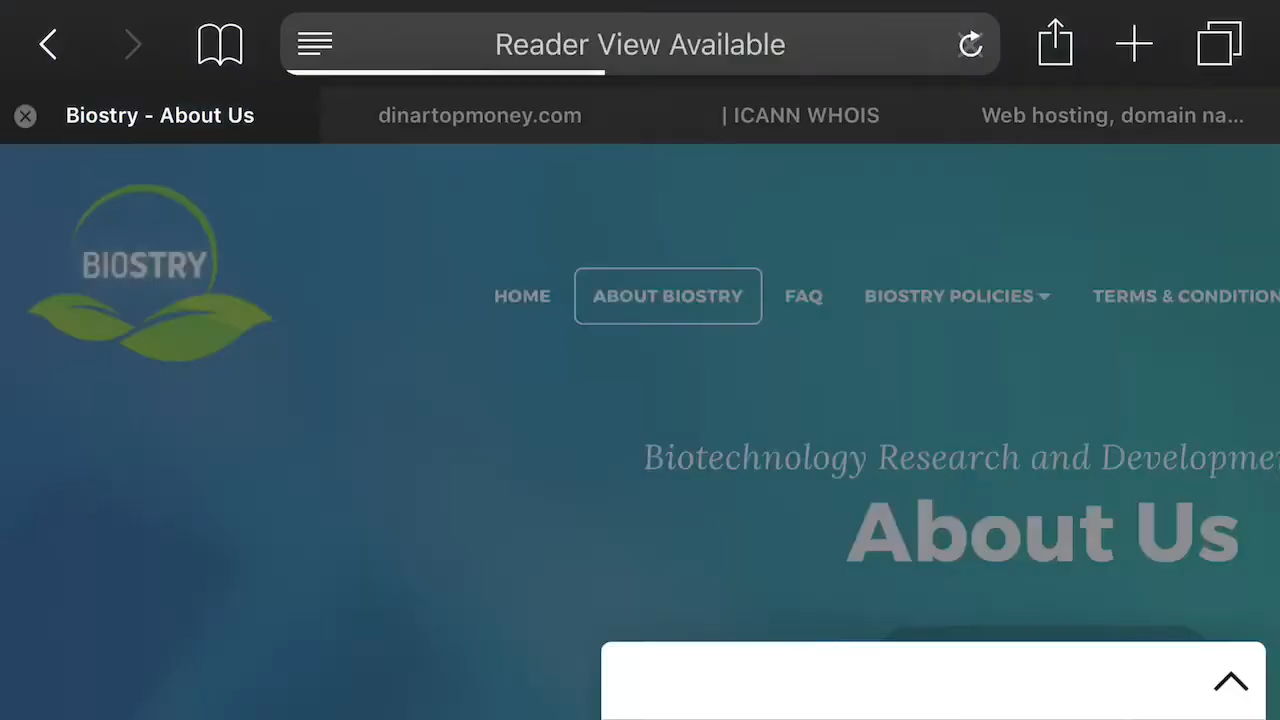 Reader View Available
Biostry - About Us
dinartopmoney.com
| ICANN WHOIS
Web hosting, domain na...
BIOSTRY
HOME
ABOUT BIOSTRY
FAQ
BIOSTRY POLICIES
TERMS & CONDITION
Biotechnology Research and Developme
About Us